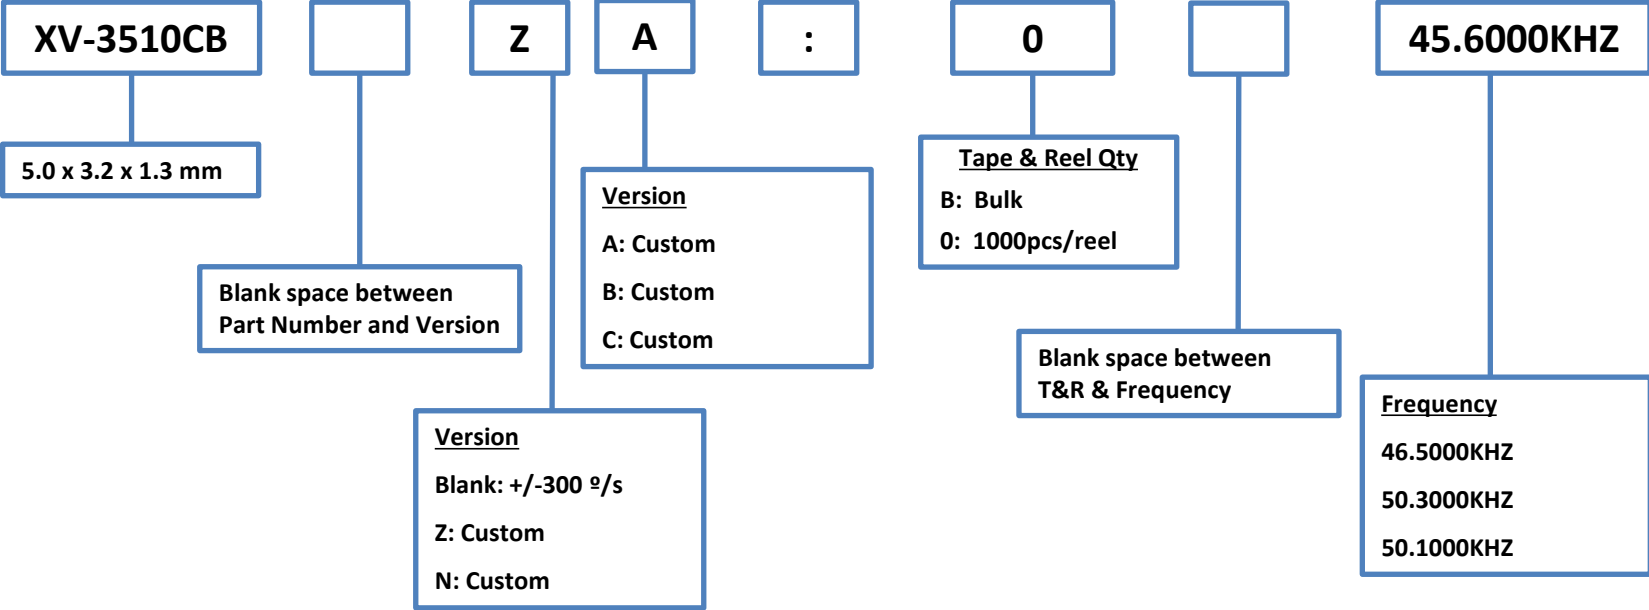 XV-3510CB Z A : 0 45.6000KHZ
5.0 x 3.2 x 1.3 mm
Blank space between
Part Number and Version
Version
Blank: +/-300 º/s
Z: Custom
N: Custom
Version
A: Custom
B: Custom
C: Custom
Tape & Reel Qty
B: Bulk
0: 1000pcs/reel
Blank space between
T&R & Frequency
Frequency
46.5000KHZ
50.3000KHZ
50.1000KHZ